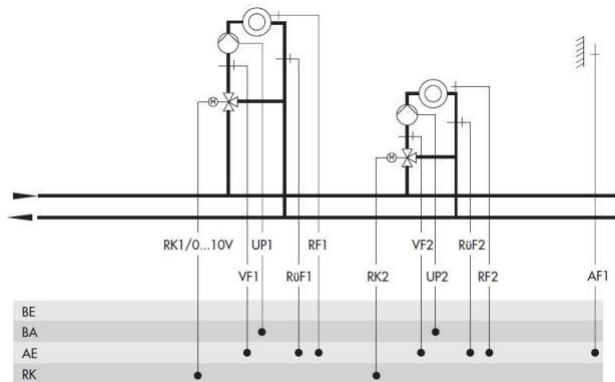 M
M
RK1/0...10V UP1 RF1 VF2 RüF2
VF1 RüF1 RK2 UP2 RF2 AF1
BE
BA
AE
RK